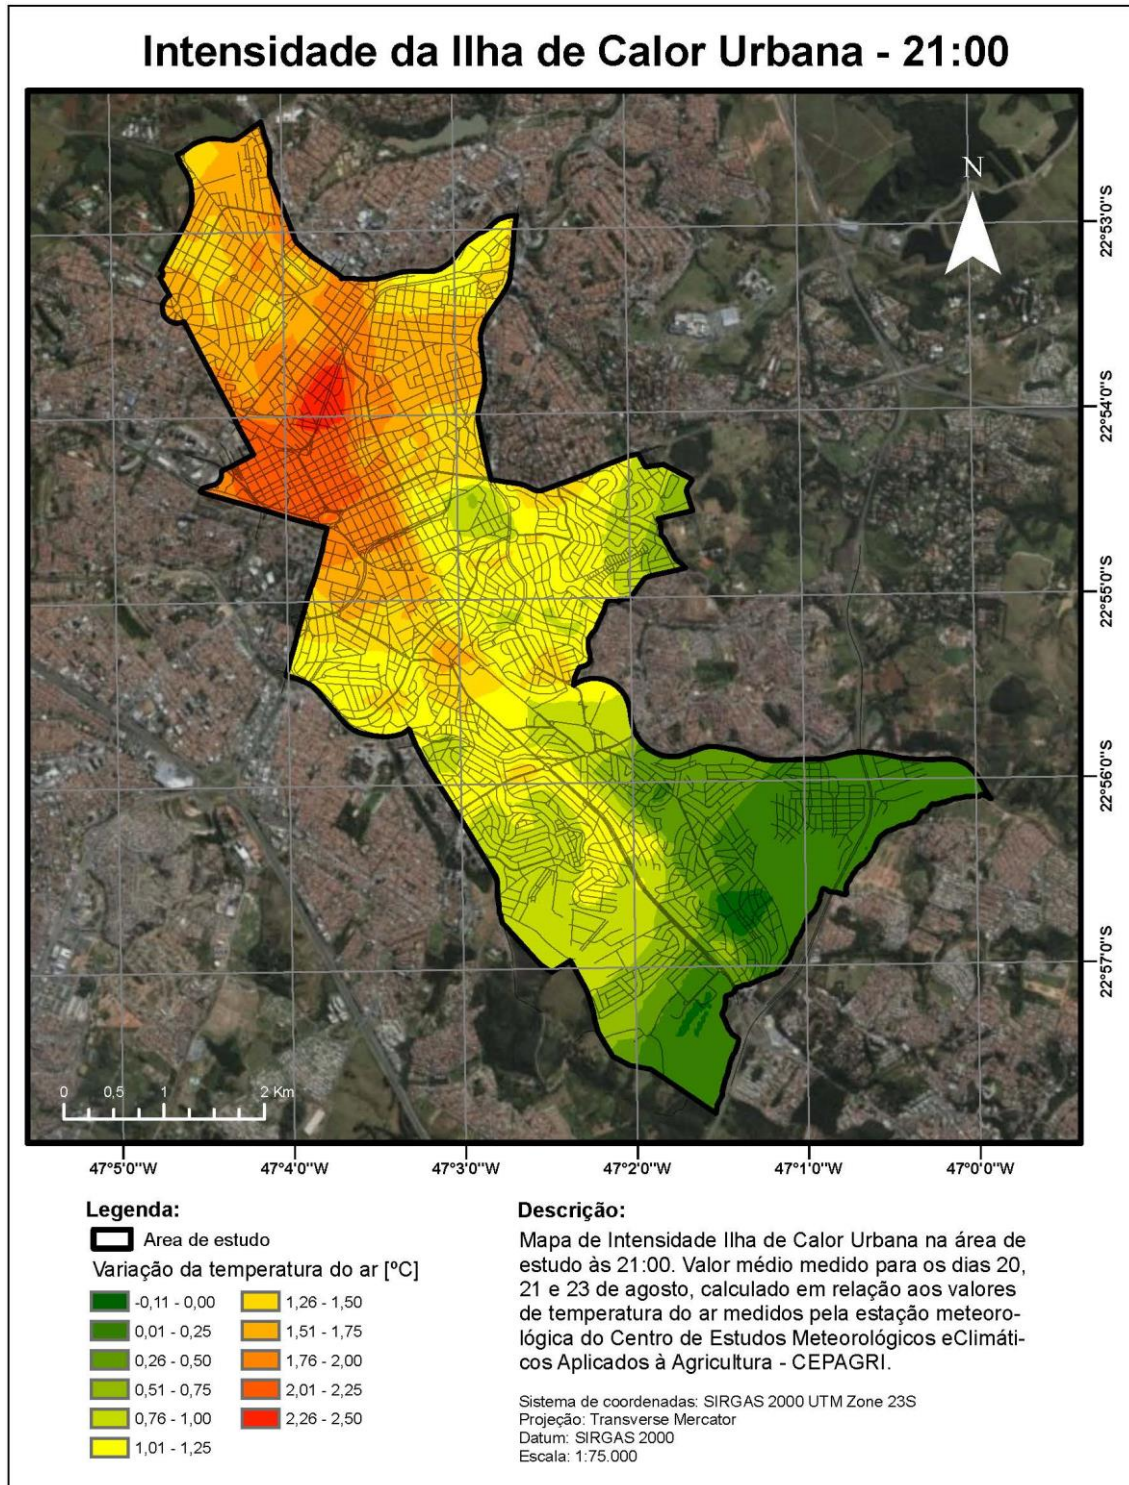 Intensidade da Ilha de Calor Urbana - 21:00
N
22°53'0"S
22°54'0"S
22°55'0"S
22°56'0"S
22°57'0"S
0 0,5 1 2 Km
47°5'0"W 47°4'0"W 47°3'0"W 47°2'0"W 47°1'0"W 47°0'0"W
Legenda:
Area de estudo
Variação da temperatura do ar [ºC]
-0,11 - 0,00
0,01 - 0,25
0,26 - 0,50
0,51 - 0,75
0,76 - 1,00
1,01 - 1,25
1,26 - 1,50
1,51 - 1,75
1,76 - 2,00
2,01 - 2,25
2,26 - 2,50
Descrição:
Mapa de Intensidade Ilha de Calor Urbana na área de
estudo às 21:00. Valor médio medido para os dias 20,
21 e 23 de agosto, calculado em relação aos valores
de temperatura do ar medidos pela estação meteoro-
lógica do Centro de Estudos Meteorológicos eClimáti-
cos Aplicados à Agricultura - CEPAGRI.
Sistema de coordenadas: SIRGAS 2000 UTM Zone 23S
Projeção: Transverse Mercator
Datum: SIRGAS 2000
Escala: 1:75.000